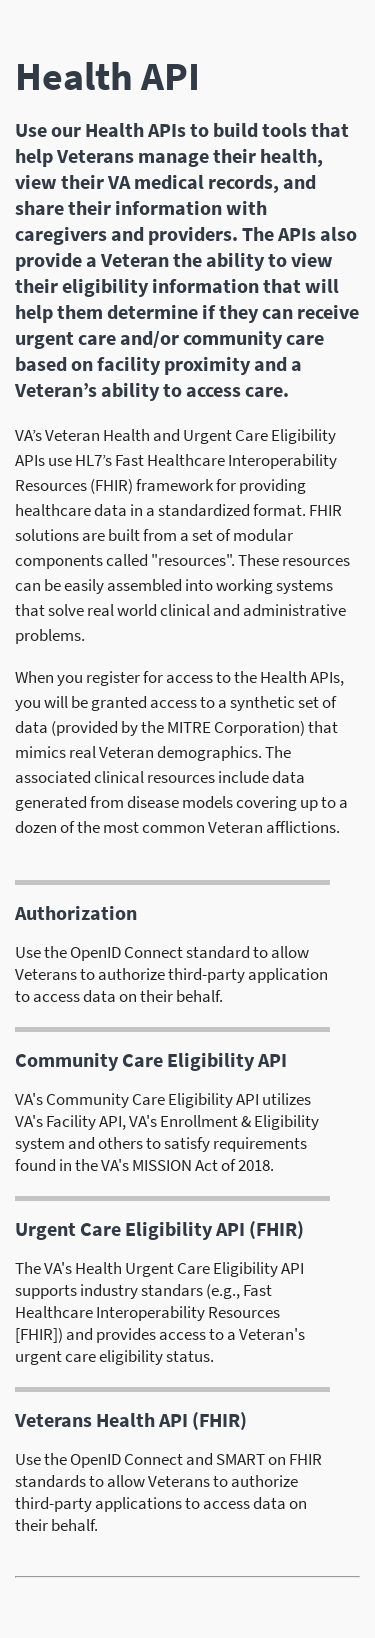 Health API
Use our Health APIs to build tools that
help Veterans manage their health,
view their VA medical records, and
share their information with
caregivers and providers. The APIs also
provide a Veteran the ability to view
their eligibility information that will
help them determine if they can receive
urgent care and/or community care
based on facility proximity and a
Veteran’s ability to access care.
VA’s Veteran Health and Urgent Care Eligibility
APIs use HL7’s Fast Healthcare Interoperability
Resources (FHIR) framework for providing
healthcare data in a standardized format. FHIR
solutions are built from a set of modular
components called "resources". These resources
can be easily assembled into working systems
that solve real world clinical and administrative
problems.
When you register for access to the Health APIs,
you will be granted access to a synthetic set of
data (provided by the MITRE Corporation) that
mimics real Veteran demographics. The
associated clinical resources include data
generated from disease models covering up to a
dozen of the most common Veteran afflictions.
Authorization
Use the OpenID Connect standard to allow
Veterans to authorize third-party application
to access data on their behalf.
Community Care Eligibility API
VA's Community Care Eligibility API utilizes
VA's Facility API, VA's Enrollment & Eligibility
system and others to satisfy requirements
found in the VA's MISSION Act of 2018.
Urgent Care Eligibility API (FHIR)
The VA's Health Urgent Care Eligibility API
supports industry standars (e.g., Fast
Healthcare Interoperability Resources
[FHIR]) and provides access to a Veteran's
urgent care eligibility status.
Veterans Health API (FHIR)
Use the OpenID Connect and SMART on FHIR
standards to allow Veterans to authorize
third-party applications to access data on
their behalf.